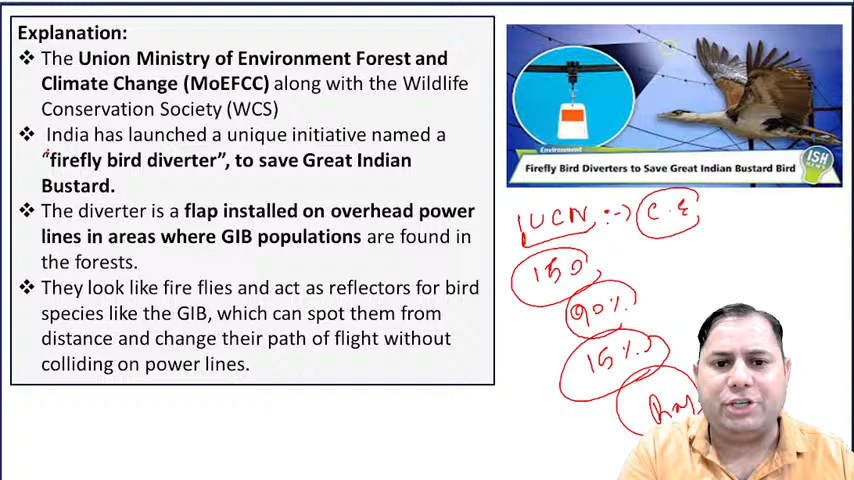 Explanation:
❖ The Union Ministry of Environment Forest and
Climate Change (MoEFCC) along with the Wildlife
Conservation Society (WCS)
❖ India has launched a unique initiative named a
“firefly bird diverter”, to save Great Indian
Bustard.
❖ The diverter is a flap installed on overhead power
lines in areas where GIB populations are found in
the forests.
❖ They look like fire flies and act as reflectors for bird
species like the GIB, which can spot them from
distance and change their path of flight without
colliding on power lines.
Environment
Firefly Bird Diverters to Save Great Indian Bustard Bird
ISH
NEWS
IUCN :-> C.E
150
90%
15%